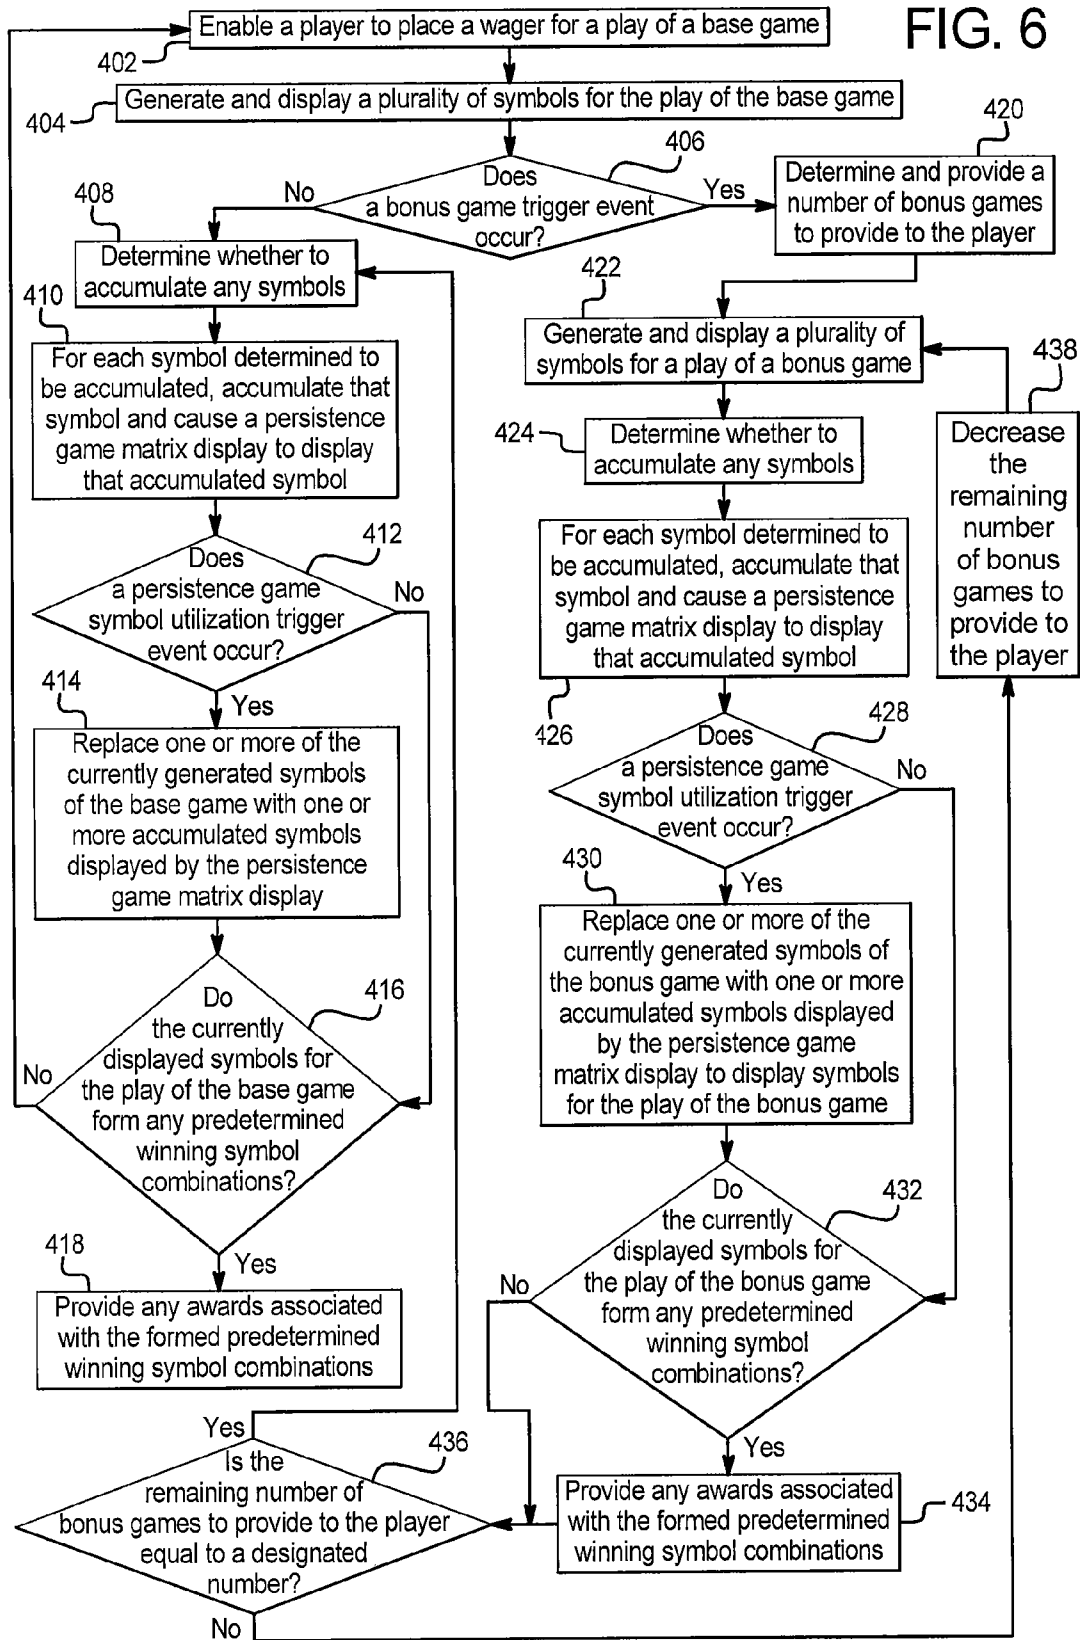 FIG. 6
Enable a player to place a wager for a play of a base game
402
Generate and display a plurality of symbols for the play of the base game
404
406
Does
a bonus game trigger event
occur?
No
Yes
408
Determine whether to
accumulate any symbols
410
For each symbol determined to
be accumulated, accumulate that
symbol and cause a persistence
game matrix display to display
that accumulated symbol
412
Does
a persistence game
symbol utilization trigger
event occur?
No
Yes
414
Replace one or more of the
currently generated symbols
of the base game with one or
more accumulated symbols
displayed by the persistence
game matrix display
416
Do
the currently
displayed symbols for
the play of the base game
form any predetermined
winning symbol
combinations?
No
Yes
418
Provide any awards associated
with the formed predetermined
winning symbol combinations
420
Determine and provide a
number of bonus games
to provide to the player
422
Generate and display a plurality of
symbols for a play of a bonus game
424
Determine whether to
accumulate any symbols
For each symbol determined to
be accumulated, accumulate that
symbol and cause a persistence
game matrix display to display
that accumulated symbol
426
428
Does
a persistence game
symbol utilization trigger
event occur?
No
Yes
430
Replace one or more of the
currently generated symbols of
the bonus game with one or more
accumulated symbols displayed
by the persistence game
matrix display to display symbols
for the play of the bonus game
432
Do
the currently
displayed symbols for
the play of the bonus game
form any predetermined
winning symbol
combinations?
No
Yes
Provide any awards associated
with the formed predetermined
winning symbol combinations
434
436
Yes
Is the
remaining number of
bonus games to provide to the player
equal to a designated
number?
No
438
Decrease
the
remaining
number
of bonus
games to
provide to
the player